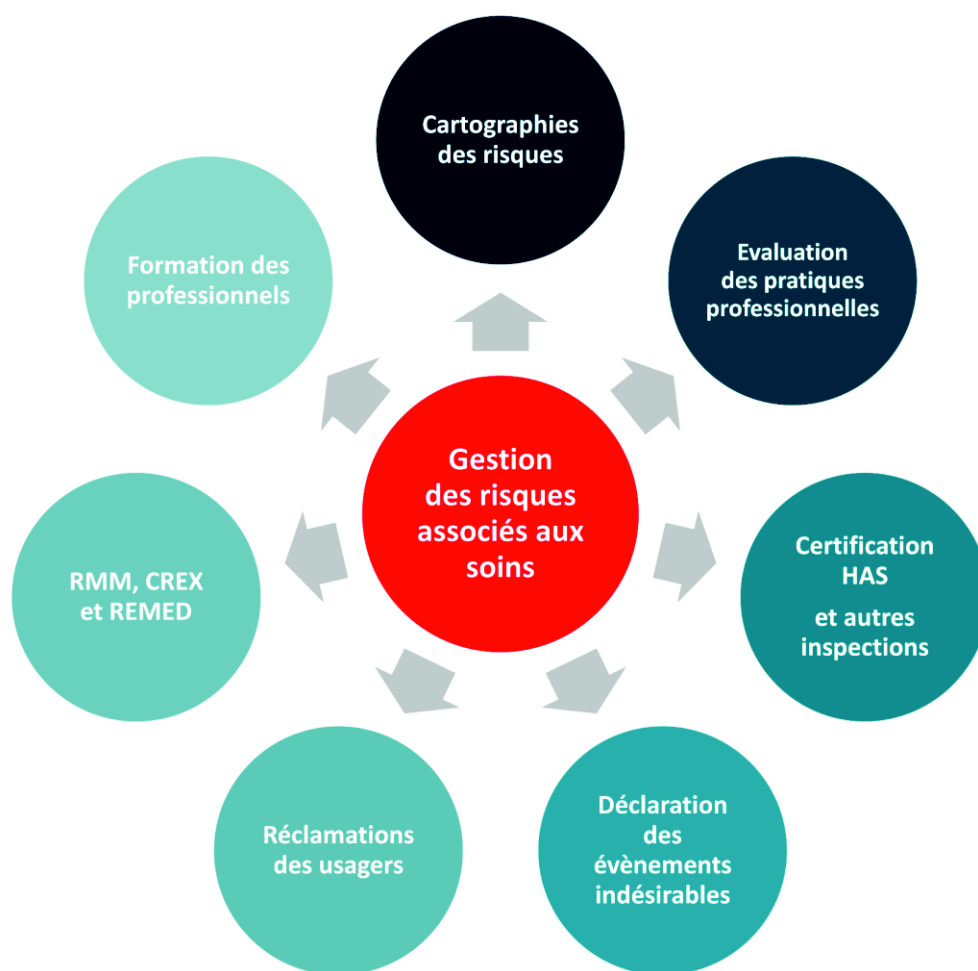 Cartographies
des risques
Evaluation
des pratiques
professionnelles
Certification
HAS
et autres
inspections
Déclaration
des
évènements
indésirables
Réclamations
des usagers
RMM, CREX
et REMED
Formation des
professionnels
Gestion
des risques
associés aux
soins